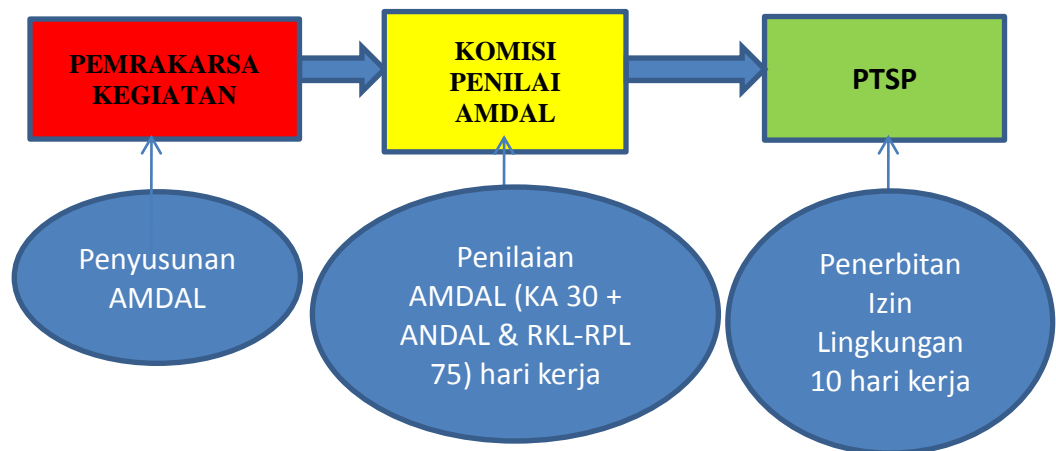 PEMRAKARSA
KEGIATAN
KOMISI
PENILAI
AMDAL
PTSP
Penyusunan
AMDAL
Penilaian
AMDAL (KA 30 +
ANDAL & RKL-RPL
75) hari kerja
Penerbitan
Izin
Lingkungan
10 hari kerja